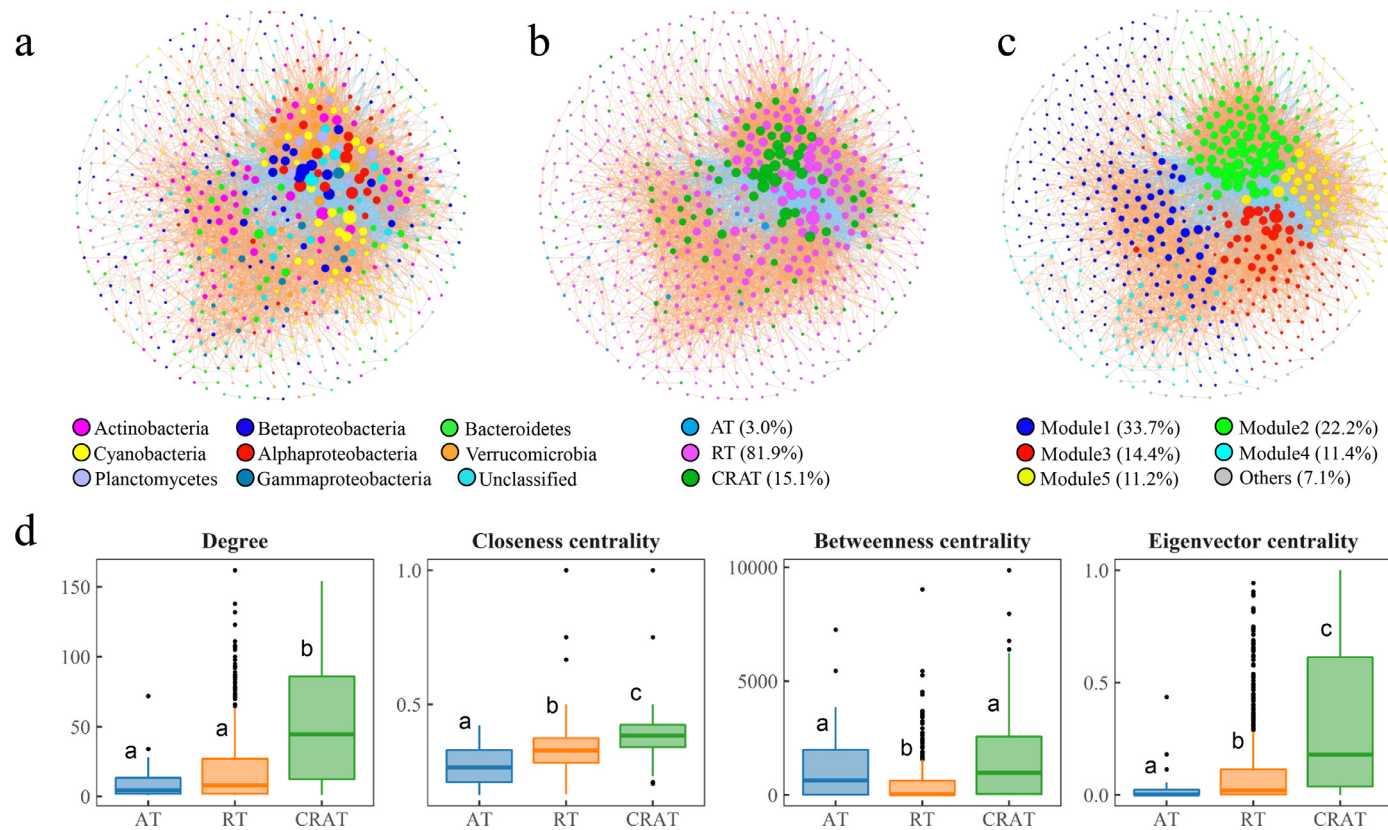 a
b
c
Actinobacteria Betaproteobacteria Bacteroidetes
Cyanobacteria Alphaproteobacteria Verrucomicrobia
Planctomycetes Gammaproteobacteria Unclassified
AT (3.0%)
RT (81.9%)
CRAT (15.1%)
Module1 (33.7%) Module2 (22.2%)
Module3 (14.4%) Module4 (11.4%)
Module5 (11.2%) Others (7.1%)
d
Degree
150
100
50
0
a
a
b
AT RT CRAT
Closeness centrality
1.0
0.5
a
b
c
AT RT CRAT
Betweenness centrality
10000
5000
0
a
b
a
AT RT CRAT
Eigenvector centrality
1.0
0.5
0.0
a
b
c
AT RT CRAT